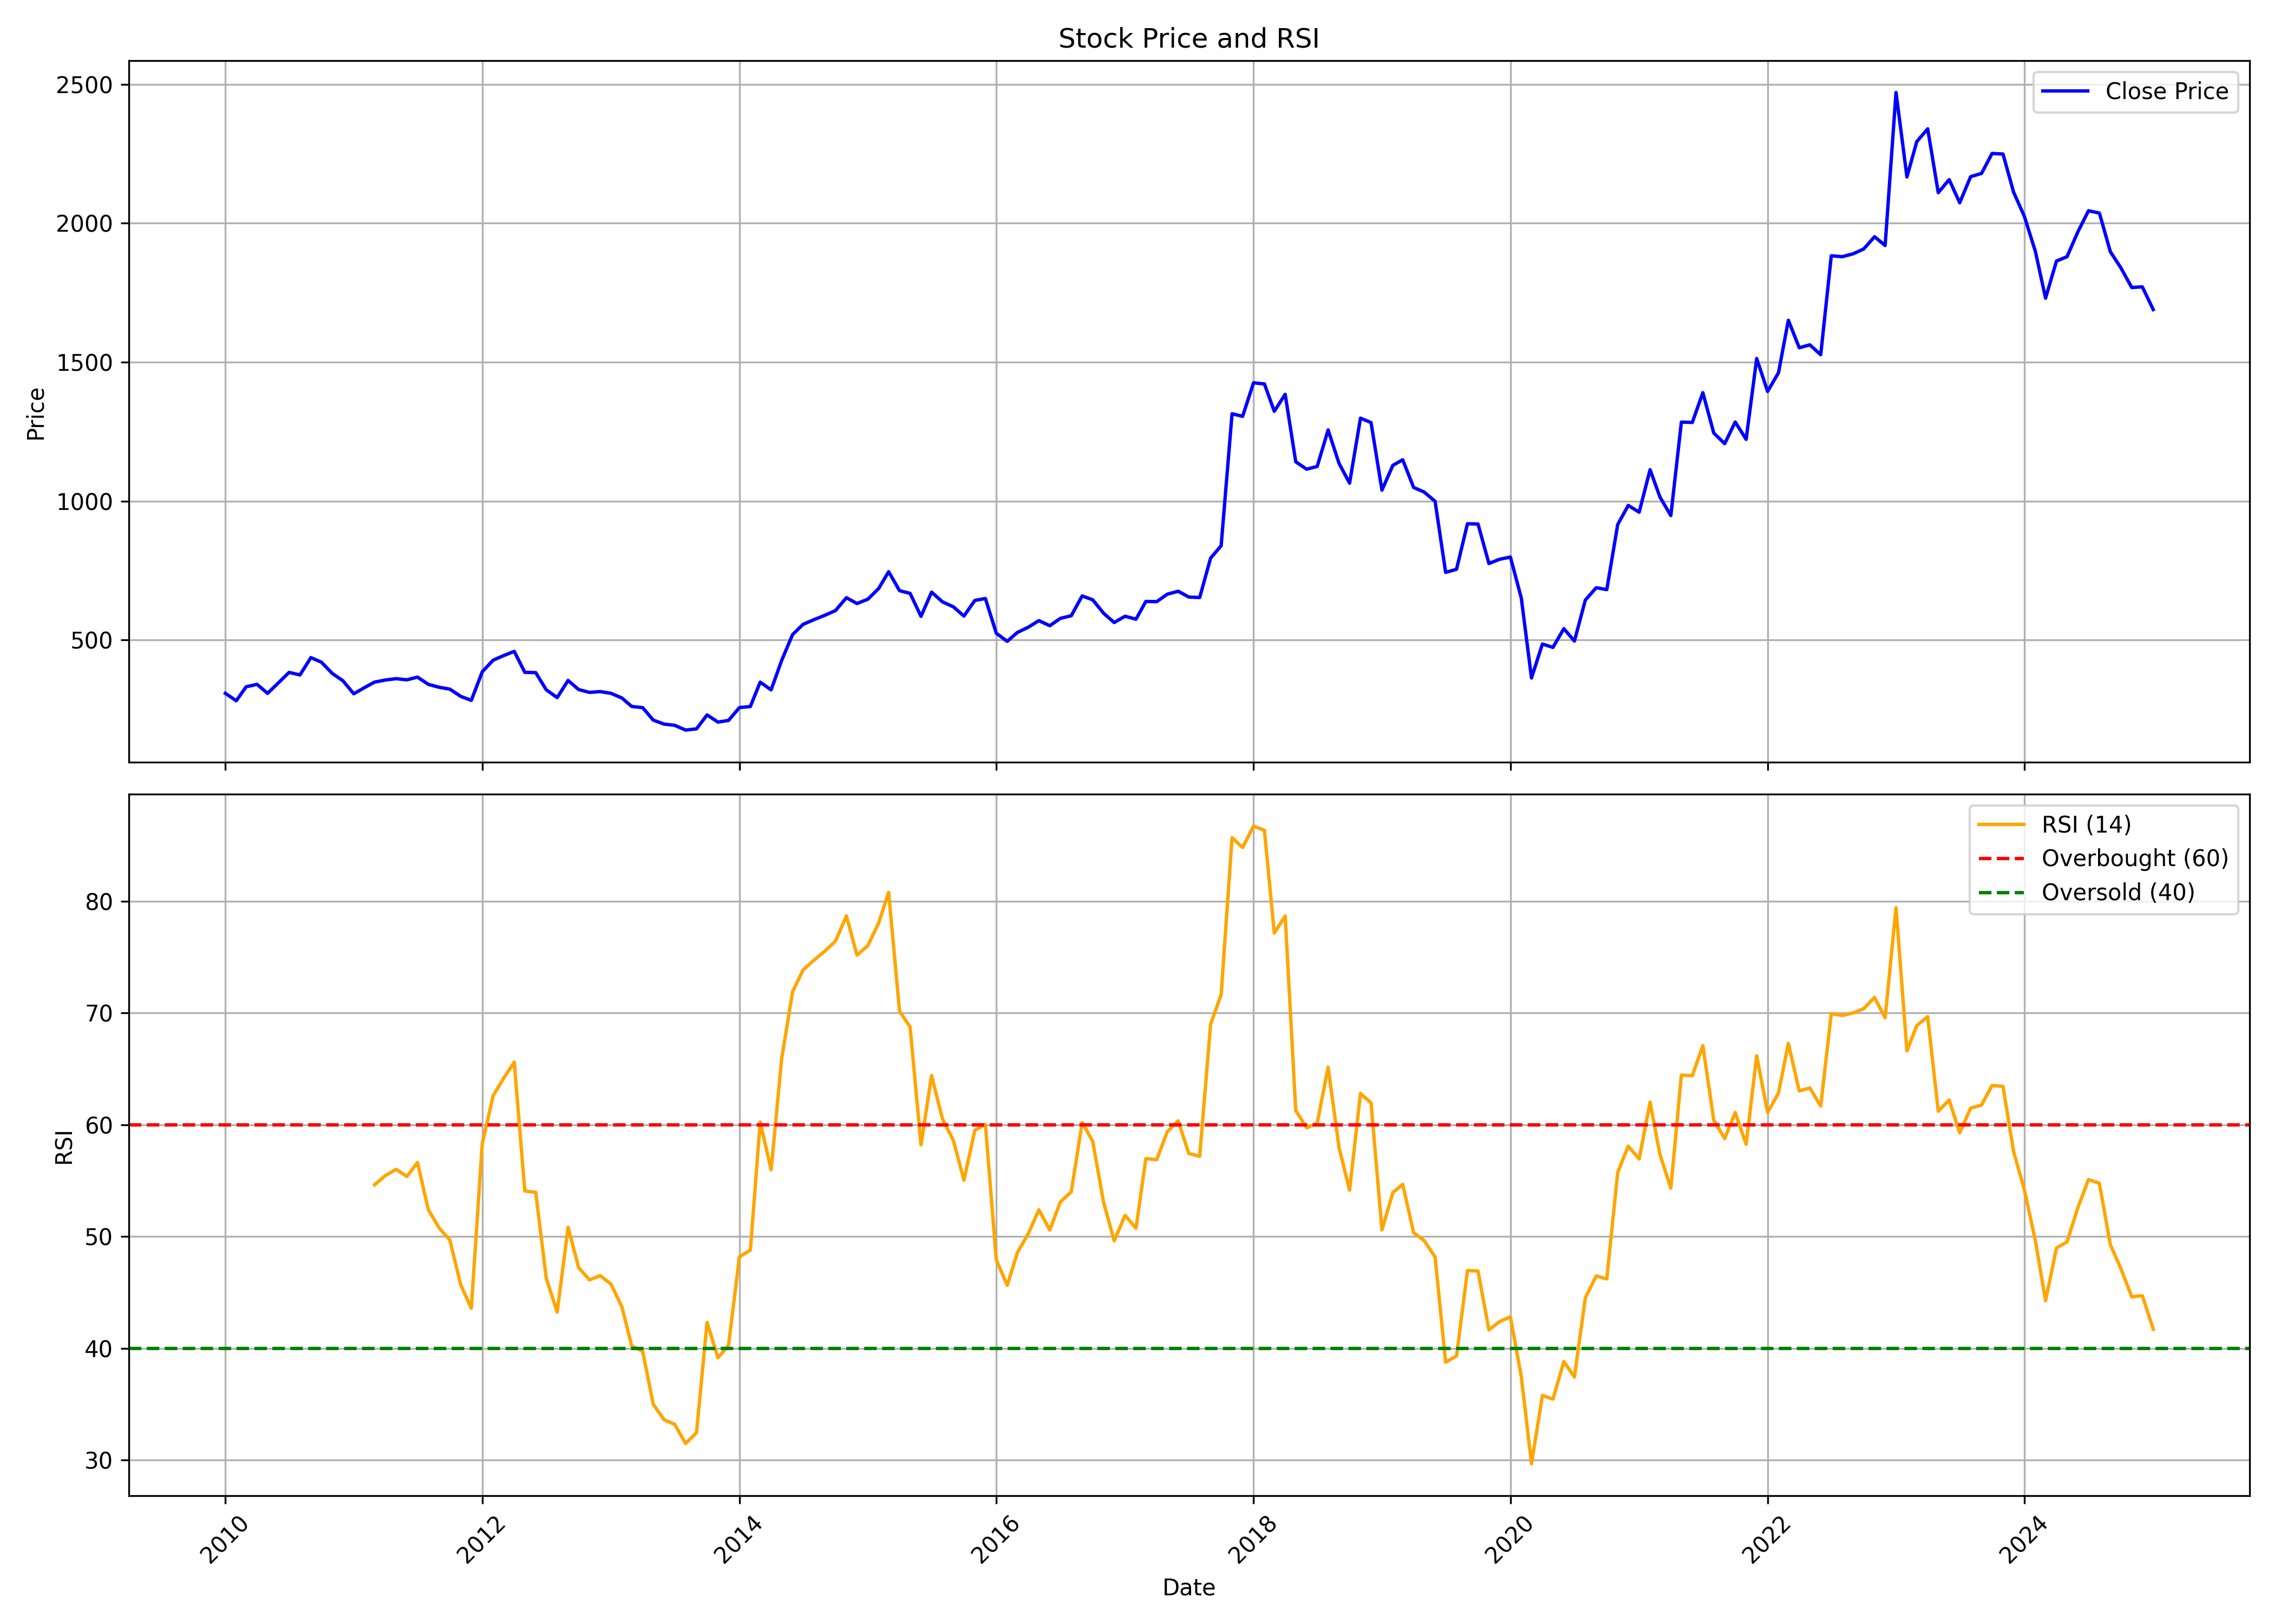 Stock Price and RSI
2500
2000
1500
1000
500
Price
Close Price
80
70
60
50
40
30
RSI
RSI (14)
Overbought (60)
Oversold (40)
2010
2012
2014
2016
2018
2020
2022
2024
Date